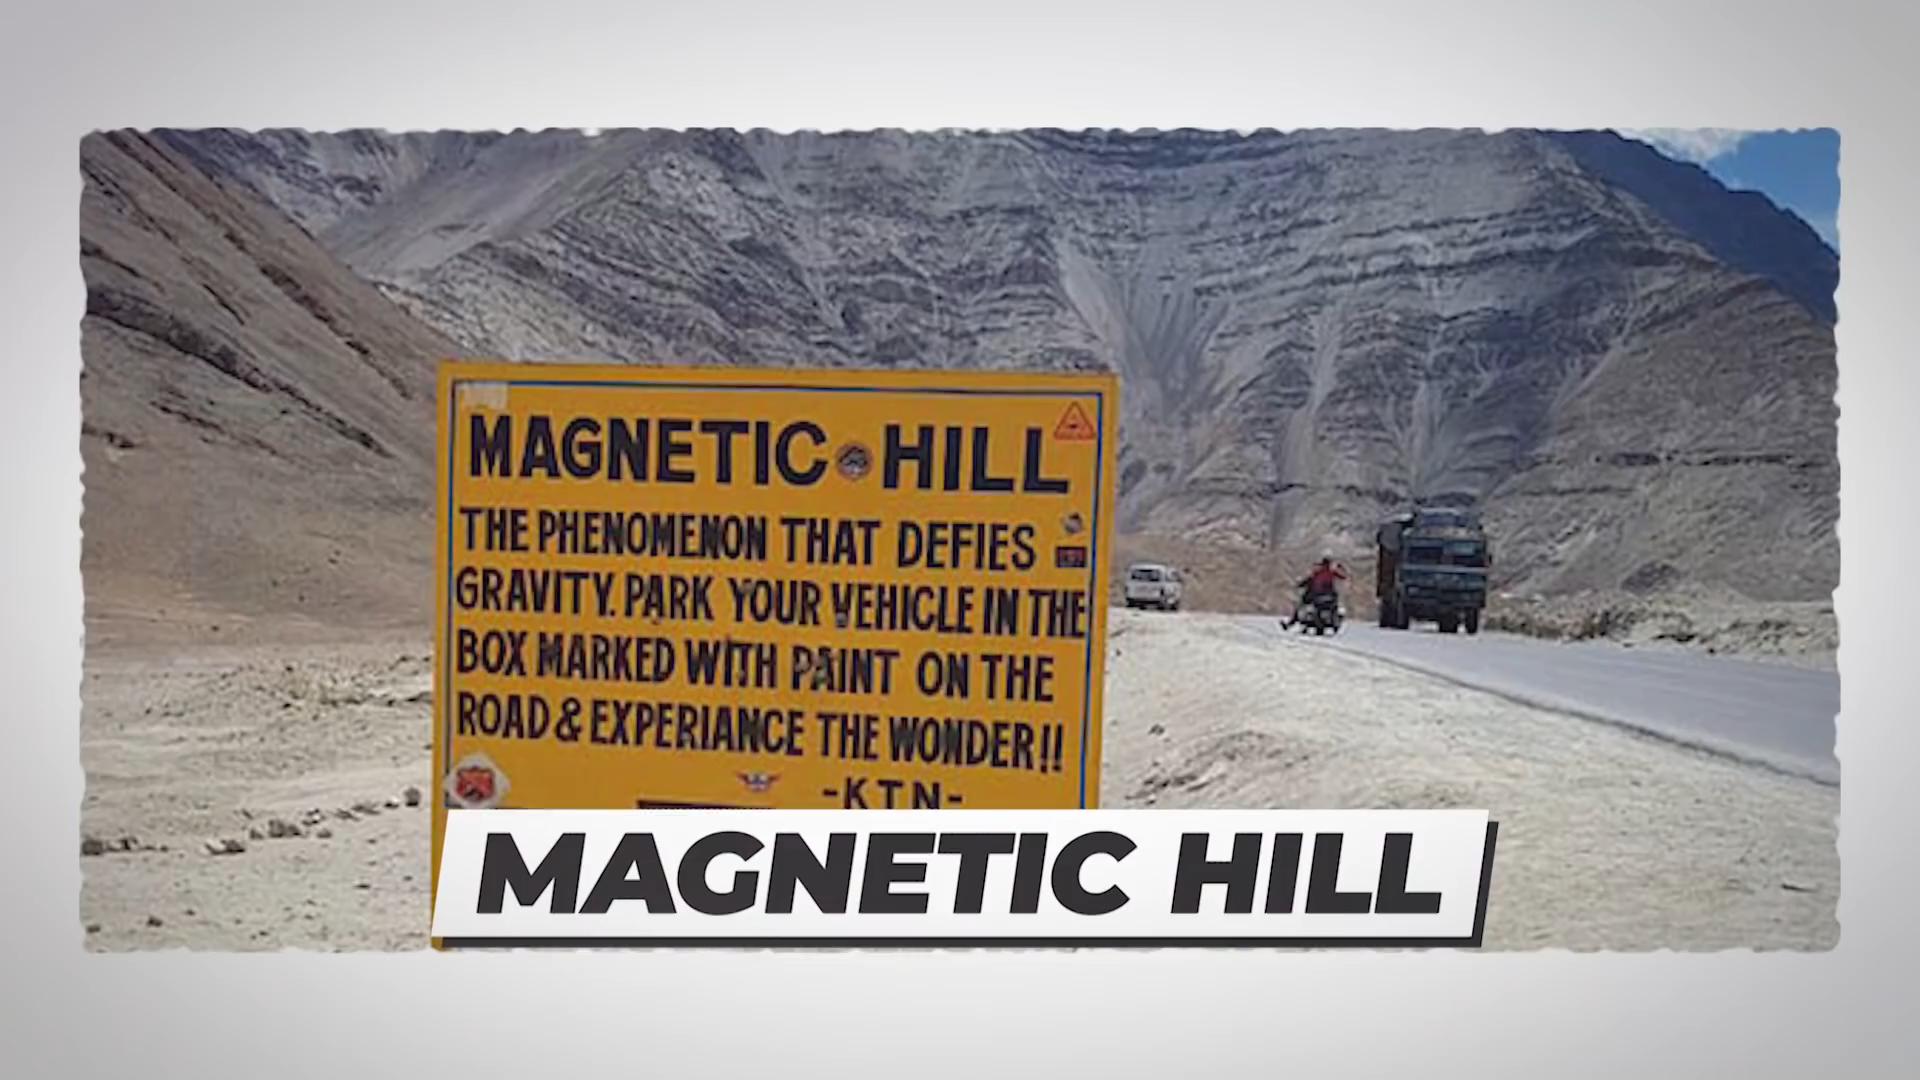 MAGNETIC HILL
THE PHENOMENON THAT DEFIES
GRAVITY. PARK YOUR VEHICLE IN THE
BOX MARKED WITH PAINT ON THE
ROAD & EXPERIANCE THE WONDER!!
-KTN-
MAGNETIC HILL